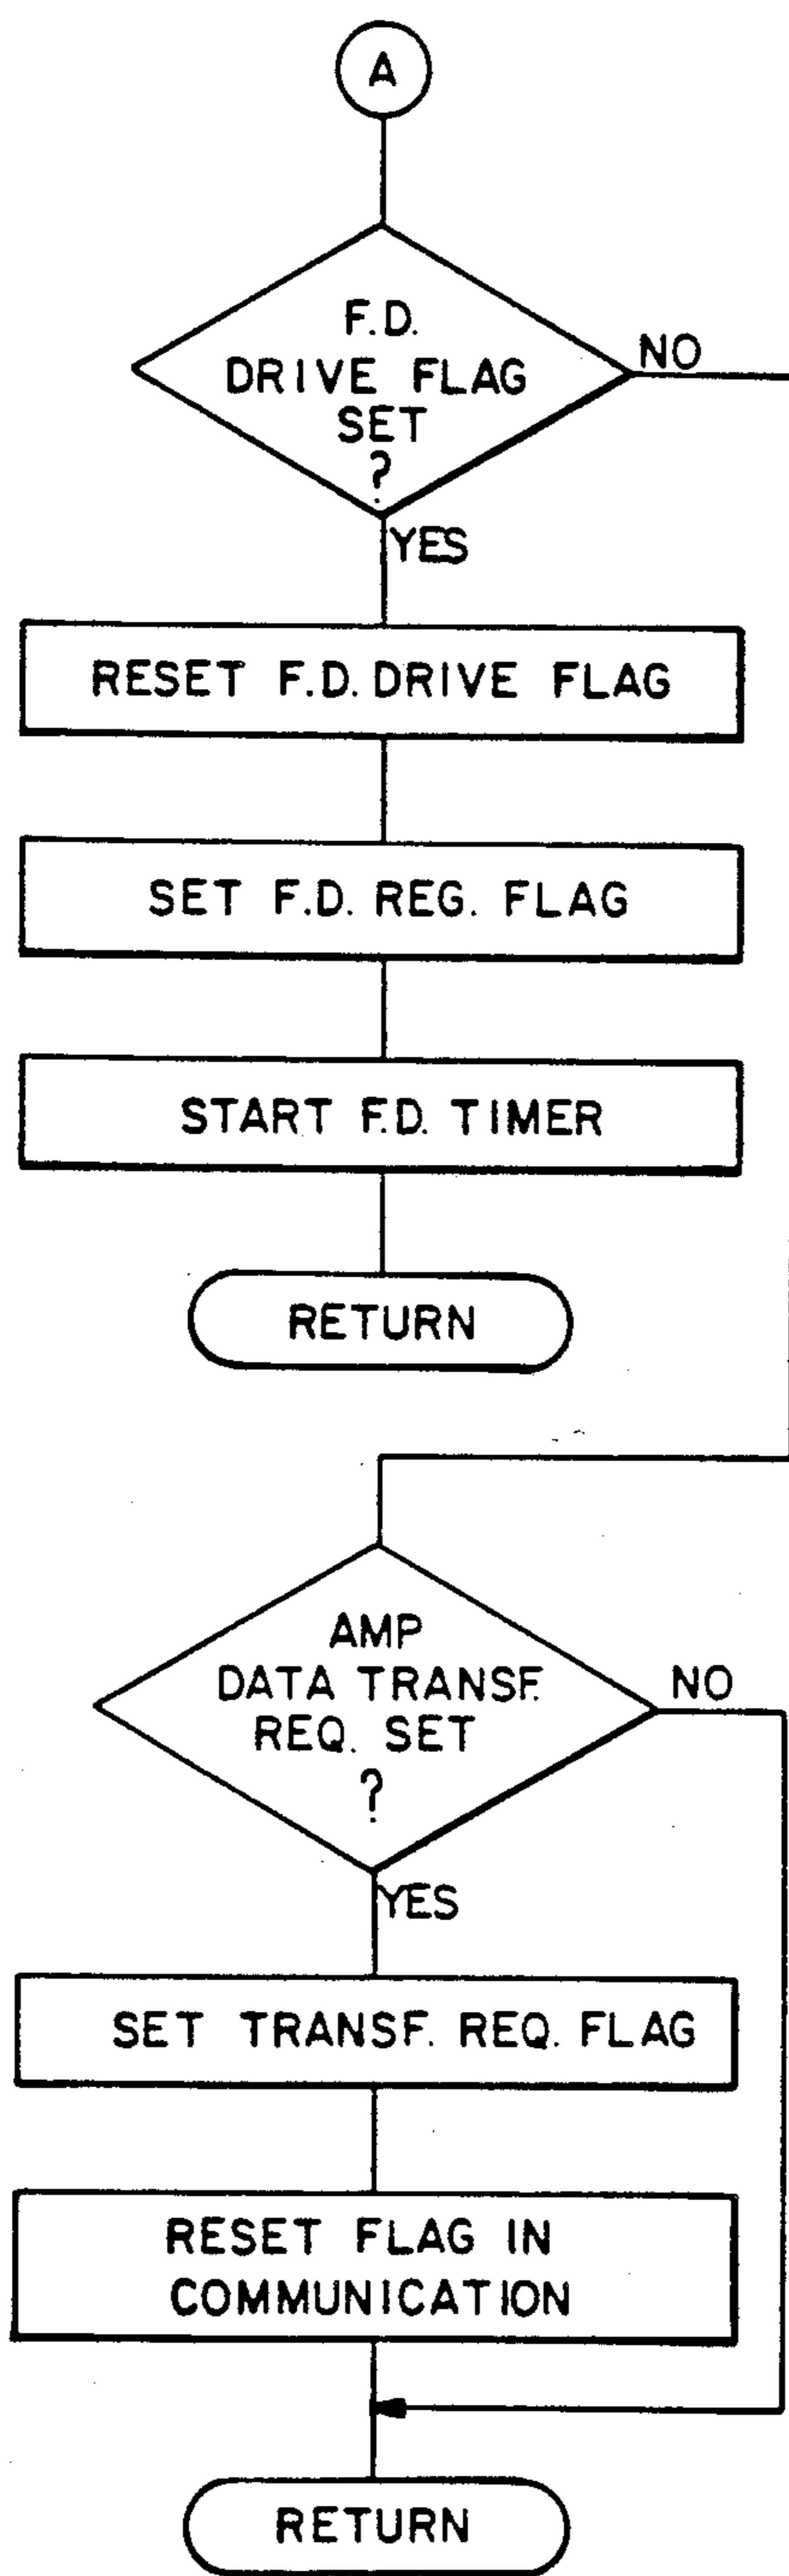 A
F.D.
DRIVE FLAG
SET
?
NO
YES
RESET F.D. DRIVE FLAG
SET F.D. REG. FLAG
START F.D. TIMER
RETURN
AMP
DATA TRANSF.
REQ. SET
?
NO
YES
SET TRANSF. REQ. FLAG
RESET FLAG IN
COMMUNICATION
RETURN